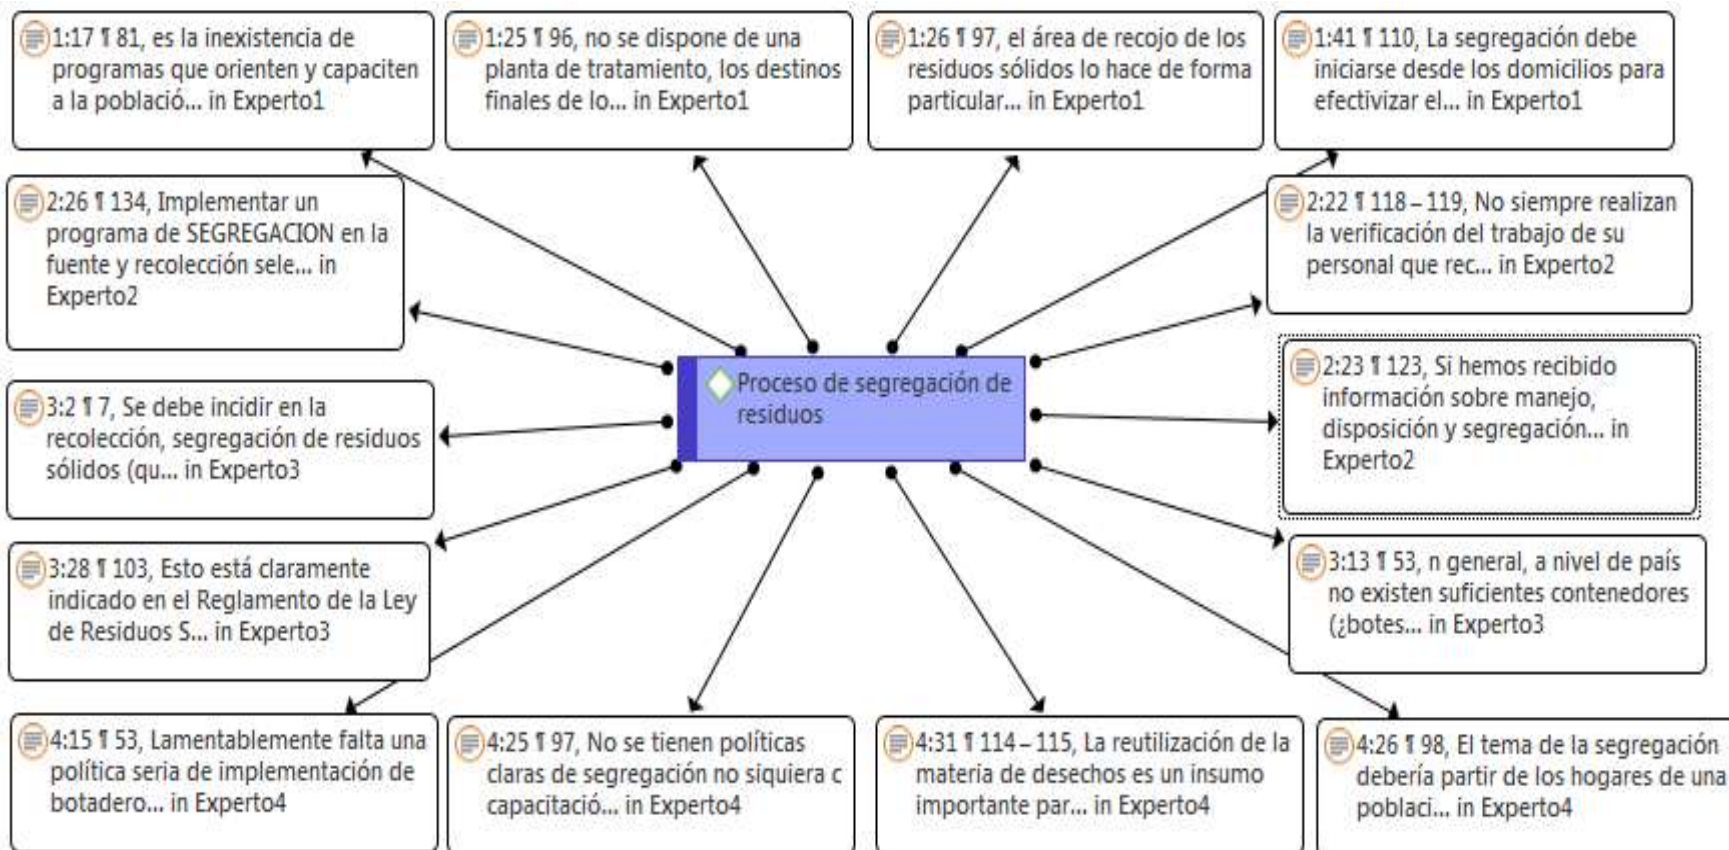 1:17 ¶ 81, es la inexistencia de
programas que orienten y capaciten
a la població... in Experto1
1:25 ¶ 96, no se dispone de una
planta de tratamiento, los destinos
finales de lo... in Experto1
1:26 ¶ 97, el área de recojo de los
residuos sólidos lo hace de forma
particular... in Experto1
1:41 ¶ 110, La segregación debe
iniciarse desde los domicilios para
efectivizar el... in Experto1
2:26 ¶ 134, Implementar un
programa de SEGREGACION en la
fuente y recolección sele... in
Experto2
2:22 ¶ 118 – 119, No siempre realizan
la verificación del trabajo de su
personal que rec... in Experto2
Proceso de segregación de
residuos
2:23 ¶ 123, Si hemos recibido
información sobre manejo,
disposición y segregación... in
Experto2
3:2 ¶ 7, Se debe incidir en la
recolección, segregación de residuos
sólidos (qu... in Experto3
3:28 ¶ 103, Esto está claramente
indicado en el Reglamento de la Ley
de Residuos S... in Experto3
3:13 ¶ 53, n general, a nivel de país
no existen suficientes contenedores
(¿botes... in Experto3
4:15 ¶ 53, Lamentablemente falta una
política seria de implementación de
botadero... in Experto4
4:25 ¶ 97, No se tienen políticas
claras de segregación no siquiera c
capacitació... in Experto4
4:31 ¶ 114 – 115, La reutilización de la
materia de desechos es un insumo
importante par... in Experto4
4:26 ¶ 98, El tema de la segregación
debería partir de los hogares de una
poblaci... in Experto4